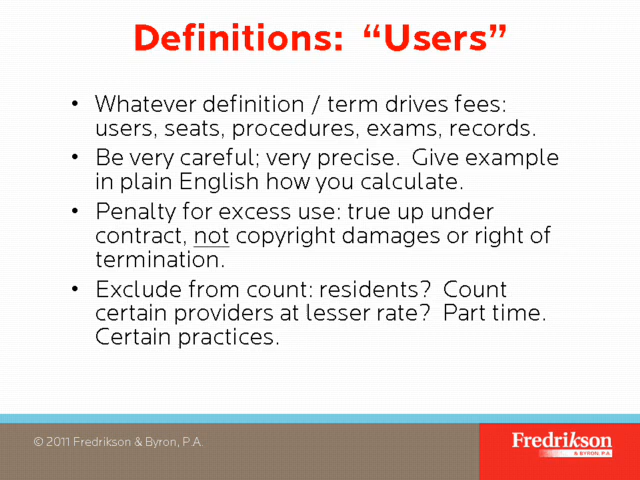 Definitions:  “Users”
• Whatever definition / term drives fees:
users, seats, procedures, exams, records.
• Be very careful; very precise.  Give example
in plain English how you calculate.
• Penalty for excess use: true up under
contract, not copyright damages or right of
termination.
• Exclude from count: residents?  Count
certain providers at lesser rate?  Part time.
Certain practices.
© 2011 Fredrikson & Byron, P.A.
Fredrikson
& BYRON, P.A.